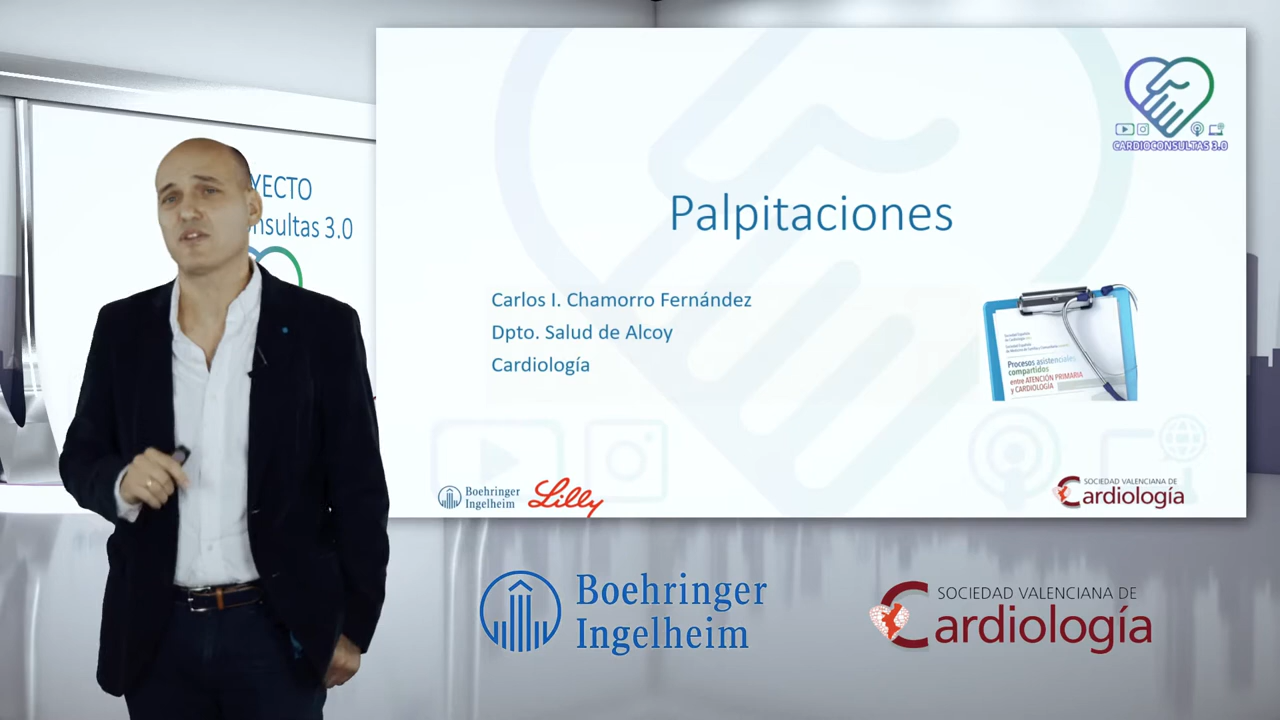 YECTO
nsultas 3.0
CARDIOCONSULTAS 3.0
Palpitaciones
Carlos I. Chamorro Fernández
Dpto. Salud de Alcoy
Cardiología
Procesos asistenciales
compartidos
entre ATENCIÓN PRIMARIA
y CARDIOLOGÍA
Boehringer
Ingelheim
Lilly
SOCIEDAD VALENCIANA DE
Cardiología
Boehringer
Ingelheim
SOCIEDAD VALENCIANA DE
Cardiología